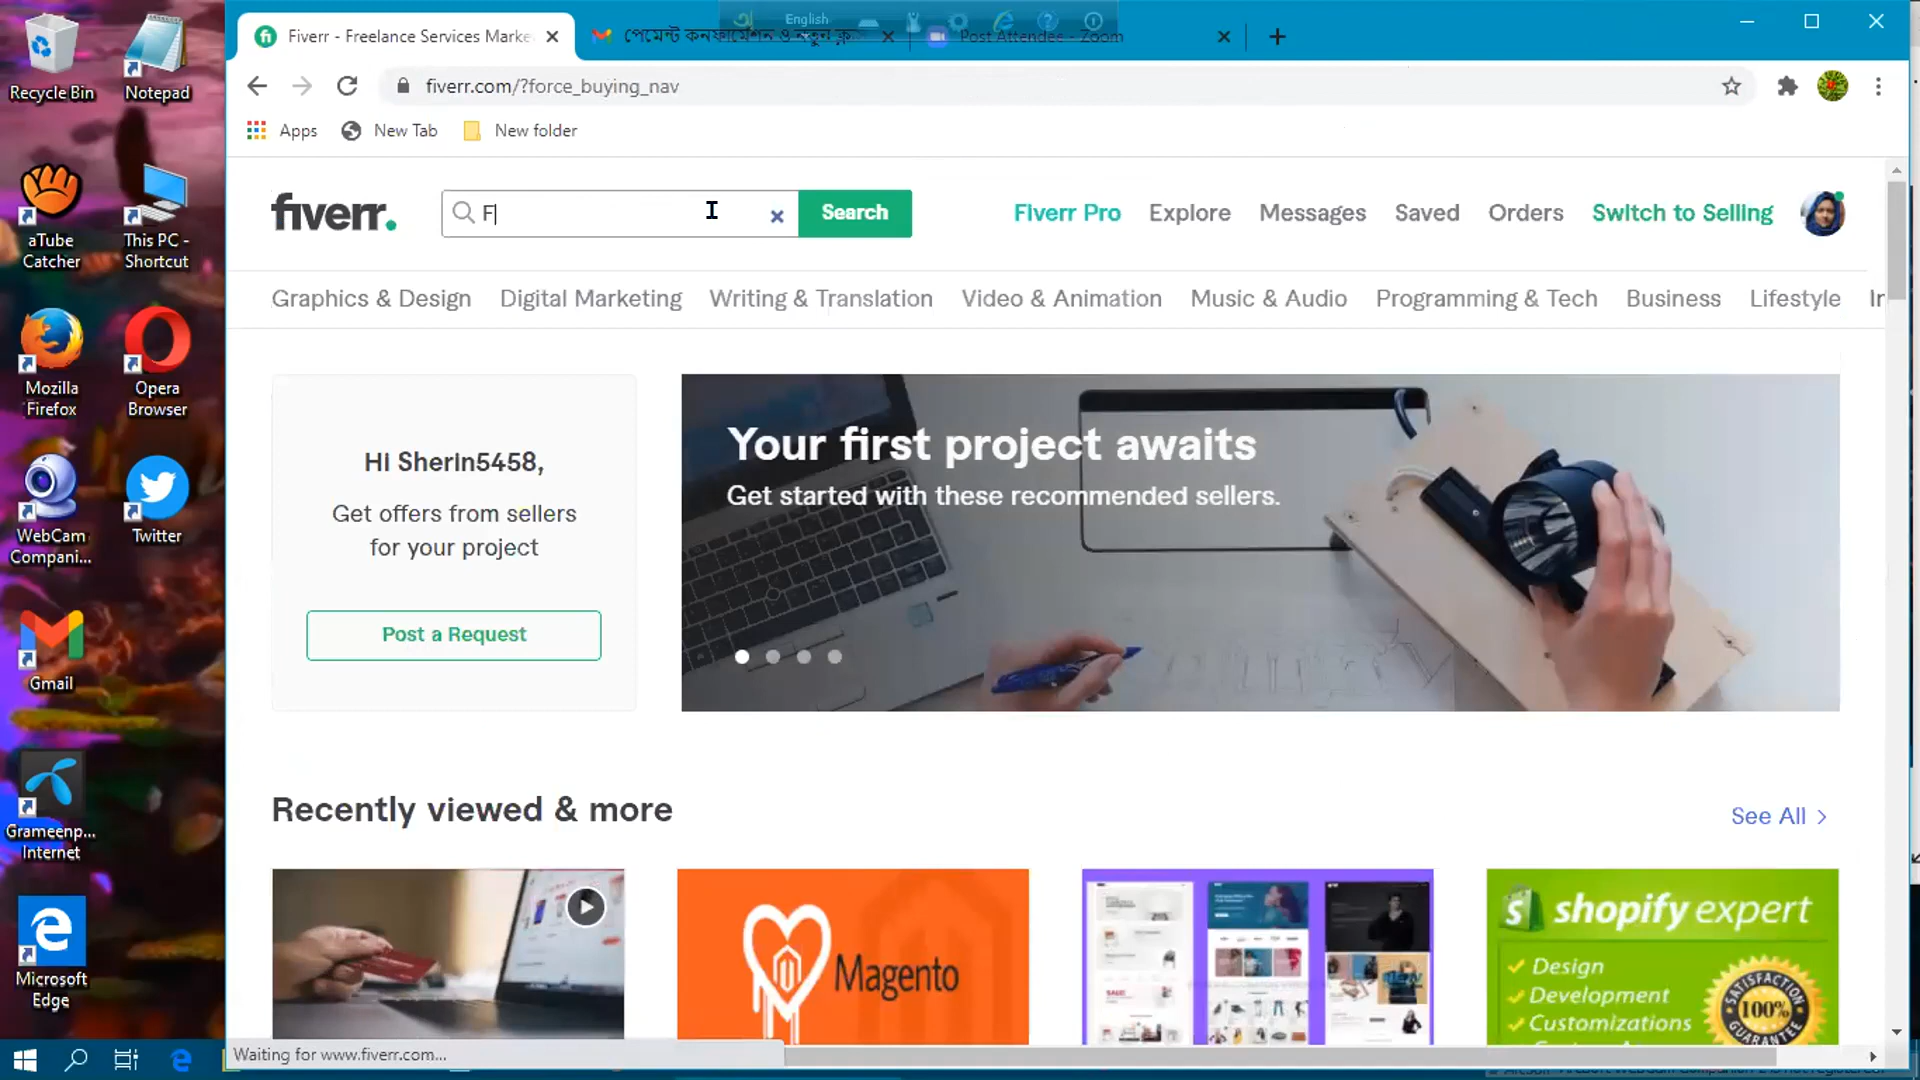 Recycle Bin
Notepad
aTube Catcher
This PC - Shortcut
Mozilla Firefox
Opera Browser
WebCam Compani...
Twitter
Gmail
Grameenp... Internet
Microsoft Edge
Fiverr - Freelance Services Marke
English
পেমেন্ট কনফার্মেশন ও নতুন ক্লাস
Post Attendee - Zoom
fiverr.com/?force_buying_nav
Apps
New Tab
New folder
fiverr.
F
Search
Fiverr Pro
Explore
Messages
Saved
Orders
Switch to Selling
Graphics & Design
Digital Marketing
Writing & Translation
Video & Animation
Music & Audio
Programming & Tech
Business
Lifestyle
Hi Sherin5458,
Get offers from sellers
for your project
Post a Request
Your first project awaits
Get started with these recommended sellers.
Recently viewed & more
See All
Magento
shopify expert
Design
Development
Customizations
SATISFACTION
100%
Waiting for www.fiverr.com...